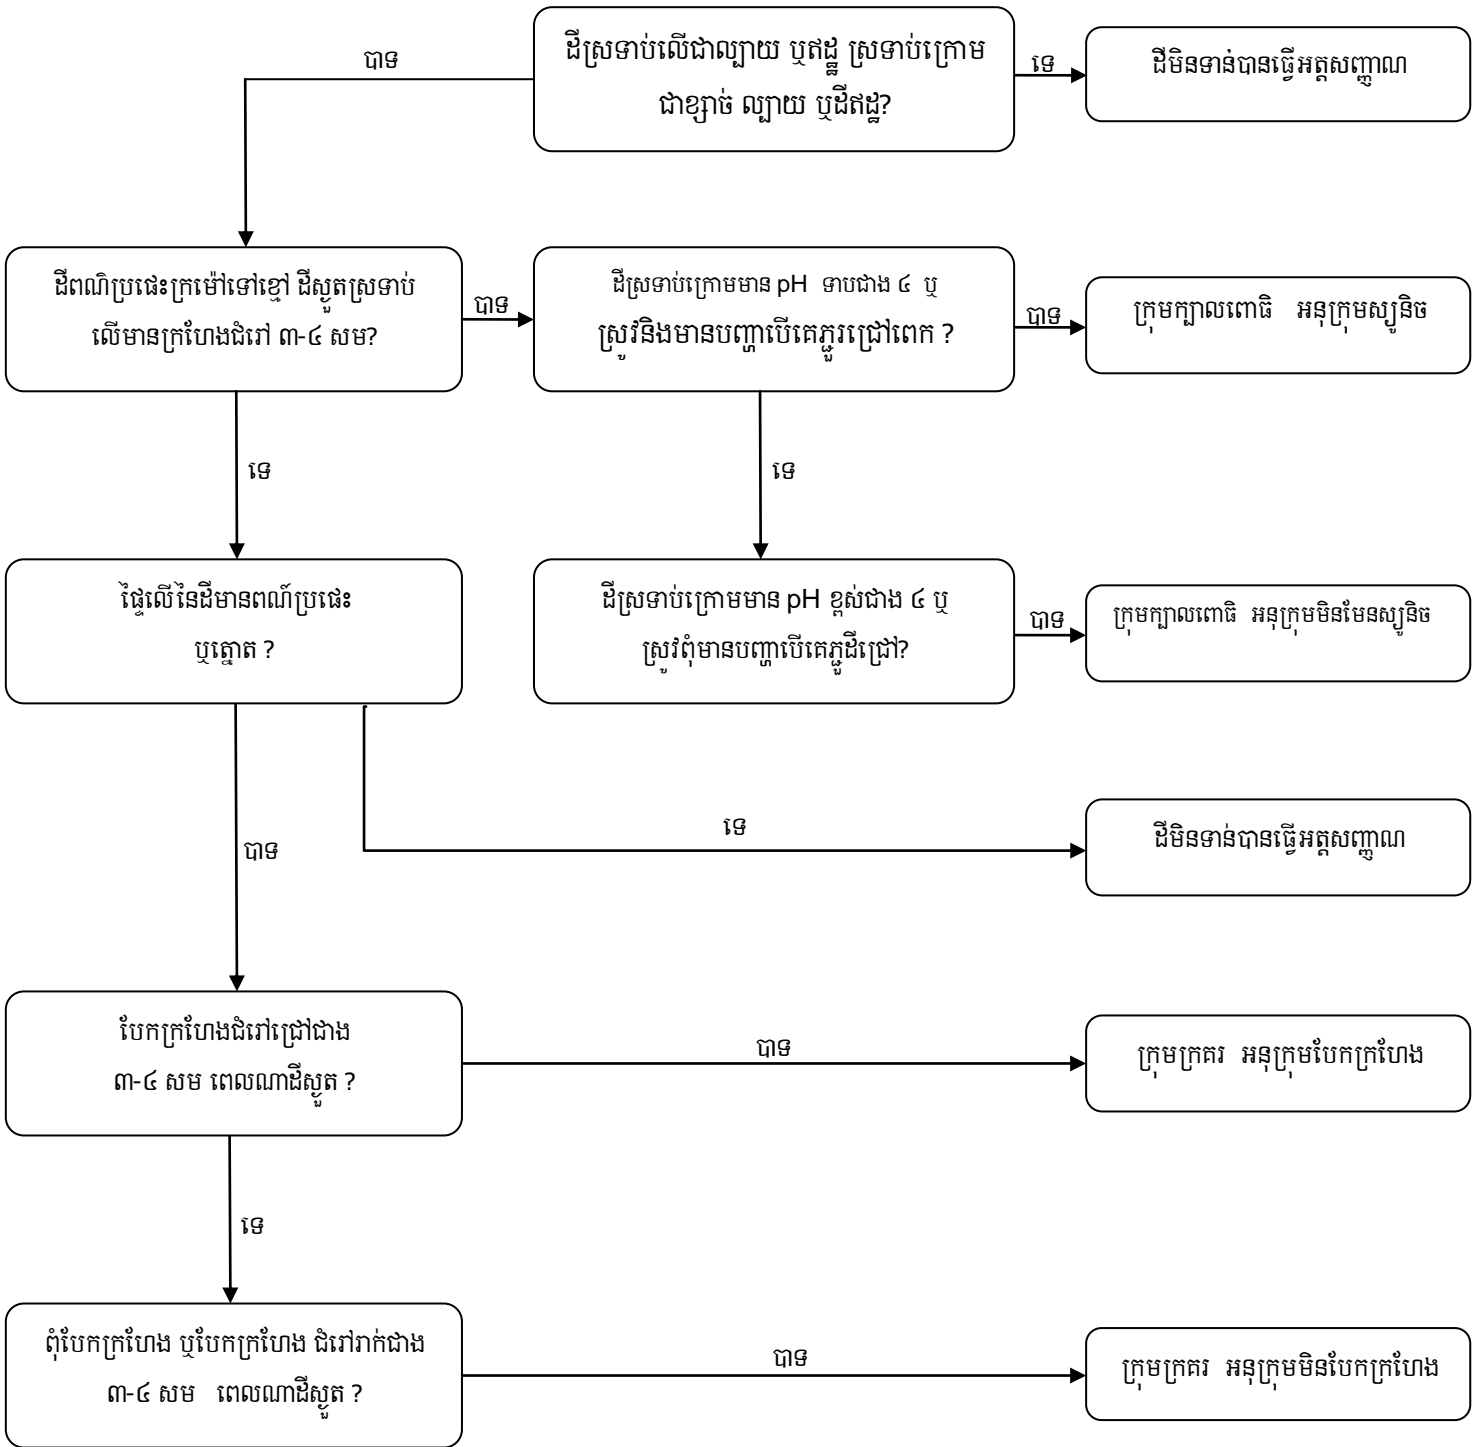 ដីស្រទាប់លើជាល្បាយ ឬឥដ្ឋ ស្រទាប់ក្រោម
ជាខ្សាច់ ល្បាយ ឬដីឥដ្ឋ?
បាទ
ទេ
ដីមិនទាន់បានធ្វើអត្តសញ្ញាណ
ដីពណ៌ប្រផេះក្រម៉ៅទៅខ្មៅ ដីស្ងួតស្រទាប់
លើមានក្រហែងជំរៅ ៣-៤ សម?
បាទ
ដីស្រទាប់ក្រោមមាន pH ទាបជាង ៤ ឬ
ស្រូវនិងមានបញ្ហាបើគេភ្ជួរជ្រៅពេក ?
បាទ
ក្រុមក្បាលពោធិ អនុក្រុមស្យូនិច
ទេ
ទេ
ផ្ទៃលើនៃដីមានពណ៍ប្រផេះ
ឬត្នោត ?
ដីស្រទាប់ក្រោមមាន pH ខ្ពស់ជាង ៤ ឬ
ស្រូវពុំមានបញ្ហាបើគេភ្ជួដីជ្រៅ?
បាទ
ក្រុមក្បាលពោធិ អនុក្រុមមិនមែនស្យូនិច
ទេ
ដីមិនទាន់បានធ្វើអត្តសញ្ញាណ
បាទ
បែកក្រហែងជំរៅជ្រៅជាង
៣-៤ សម ពេលណាដីស្ងួត ?
បាទ
ក្រុមក្រគរ អនុក្រុមបែកក្រហែង
ទេ
ពុំបែកក្រហែង ឬបែកក្រហែង ជំរៅរាក់ជាង
៣-៤ សម ពេលណាដីស្ងួត ?
បាទ
ក្រុមក្រគរ អនុក្រុមមិនបែកក្រហែង